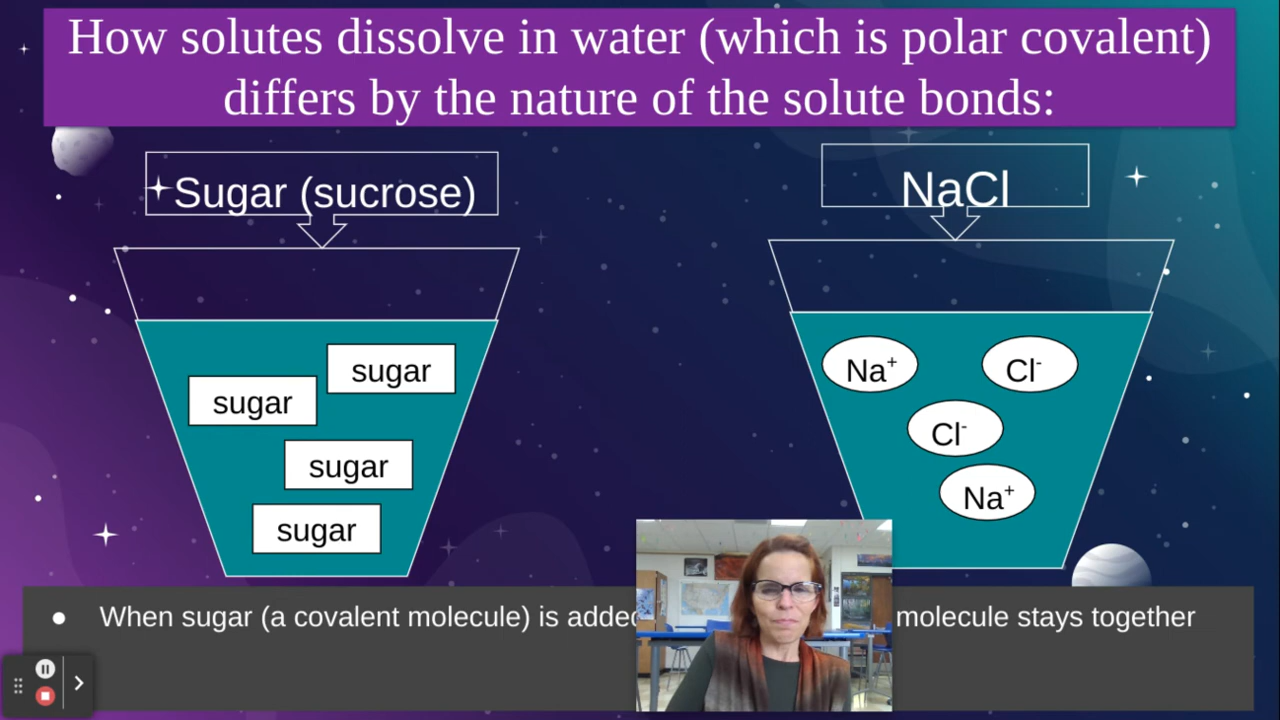 How solutes dissolve in water (which is polar covalent)
differs by the nature of the solute bonds:
Sugar (sucrose)
NaCl
sugar
sugar
sugar
sugar
Na⁺
Cl⁻
Cl⁻
Na⁺
● When sugar (a covalent molecule) is added molecule stays together